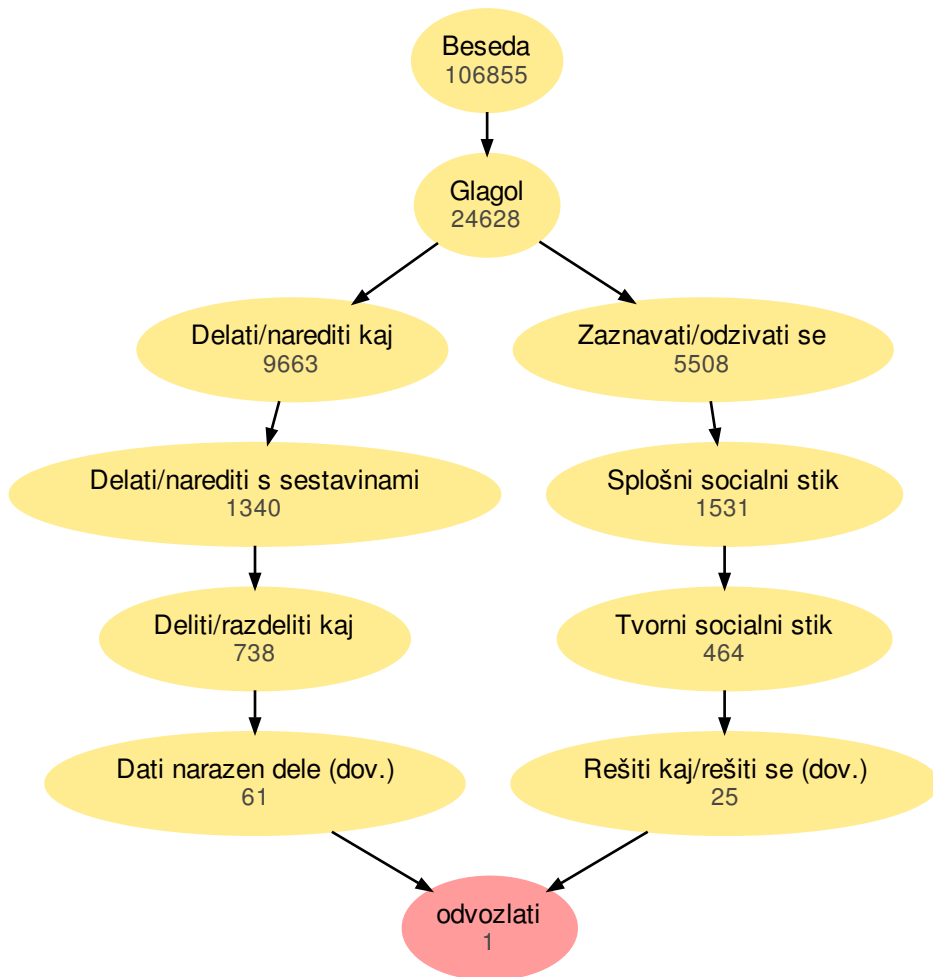 Beseda
106855
Glagol
24628
Delati/narediti kaj
9663
Zaznavati/odzivati se
5508
Delati/narediti s sestavinami
1340
Splošni socialni stik
1531
Deliti/razdeliti kaj
738
Tvorni socialni stik
464
Dati narazen dele (dov.)
61
Rešiti kaj/rešiti se (dov.)
25
odvozlati
1